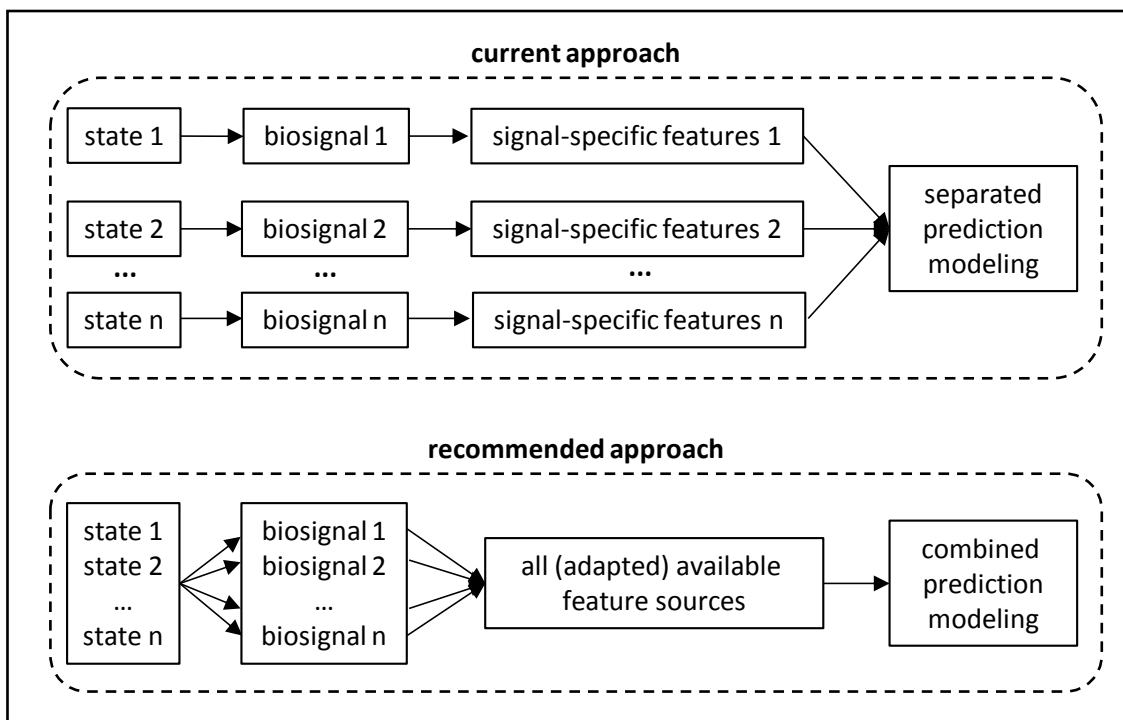 current approach
state 1
biosignal 1
signal-specific features 1
state 2
biosignal 2
signal-specific features 2
...
...
...
state n
biosignal n
signal-specific features n
separated
prediction
modeling
recommended approach
state 1
state 2
...
state n
biosignal 1
biosignal 2
...
biosignal n
all (adapted) available
feature sources
combined
prediction
modeling